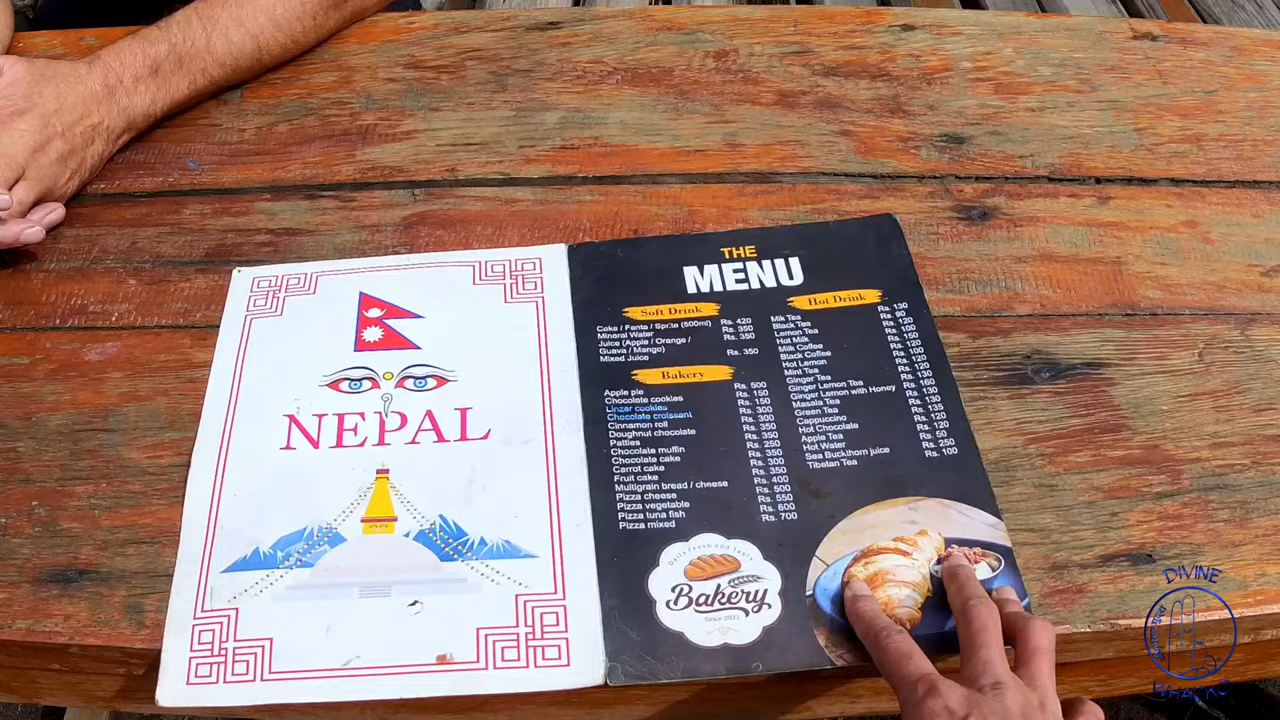 NEPAL
THE
MENU
Soft Drink
Coke / Fanta / Sprite (500ml) Rs. 420
Mineral Water Rs. 350
Juice (Apple / Orange / Rs. 350
Guava / Mango)
Mixed Juice Rs. 350
Bakery
Apple pie Rs. 500
Chocolate cookies Rs. 150
Linzar cookies Rs. 150
Chocolate croissant Rs. 300
Cinnamon roll Rs. 300
Doughnut chocolate Rs. 350
Patties Rs. 350
Chocolate muffin Rs. 250
Chocolate cake Rs. 350
Carrot cake Rs. 300
Fruit cake Rs. 350
Multigrain bread / cheese Rs. 400
Pizza cheese Rs. 500
Pizza vegetable Rs. 550
Pizza tuna fish Rs. 600
Pizza mixed Rs. 700
Hot Drink
Mik Tea Rs. 130
Black Tea Rs. 90
Lemon Tea Rs. 120
Hot Milk Rs. 100
Milk Coffee Rs. 150
Black Coffee Rs. 120
Hot Lemon Rs. 100
Mint Tea Rs. 120
Ginger Tea Rs. 120
Ginger Lemon Tea Rs. 130
Ginger Lemon with Honey Rs. 160
Masala Tea Rs. 130
Green Tea Rs. 130
Cappuccino Rs. 135
Hot Chocolate Rs. 120
Apple Tea Rs. 120
Hot Water Rs. 50
Sea Buckthorn juice Rs. 250
Tibetan Tea Rs. 100
Daily Fresh and Tasty
Bakery
Since
DIVINE
WHACKO